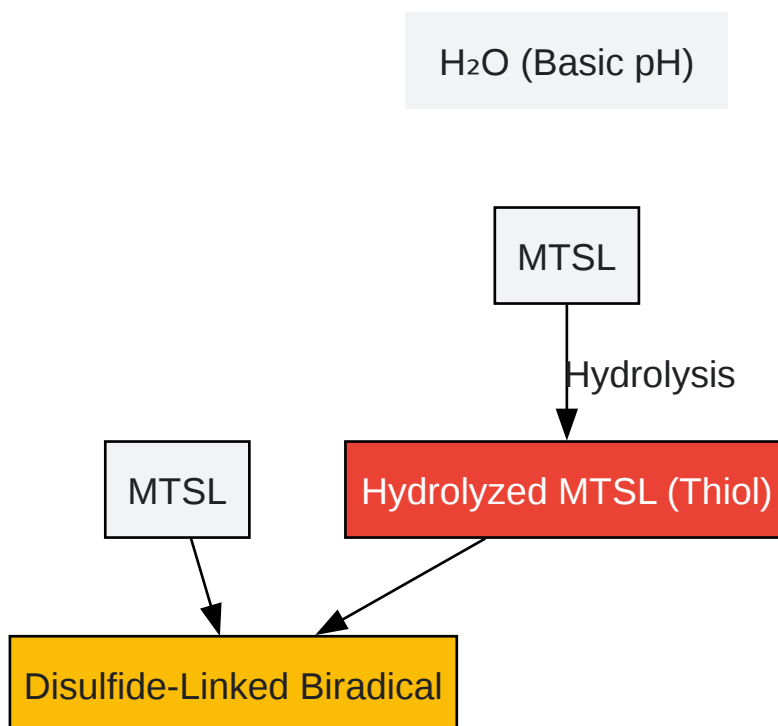 H₂O (Basic pH)
MTSL
Hydrolysis
MTSL
Hydrolyzed MTSL (Thiol)
Disulfide-Linked Biradical